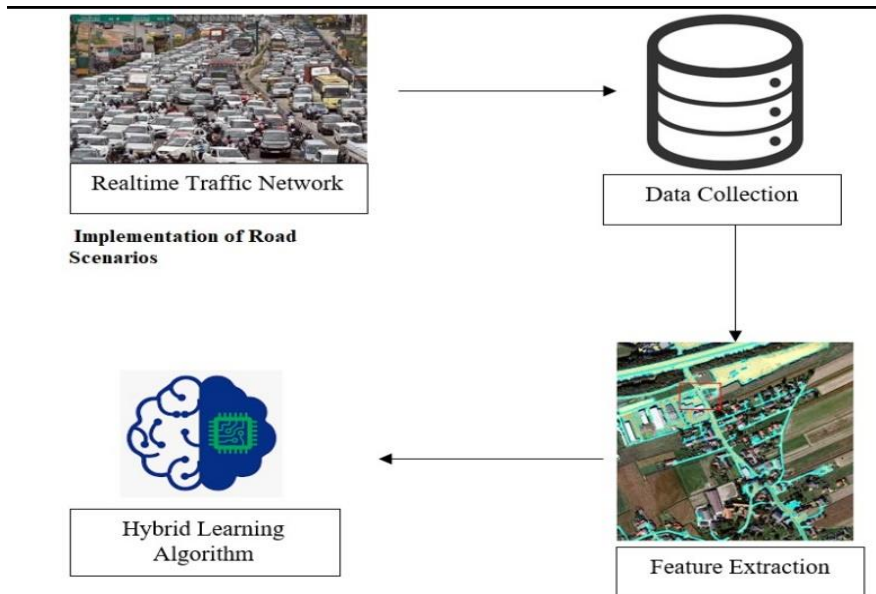 Realtime Traffic Network
Data Collection
Implementation of Road
Scenarios
Hybrid Learning
Algorithm
Feature Extraction